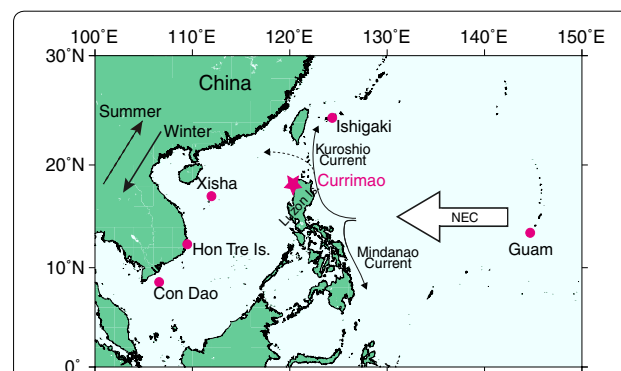 100˚E 110˚E 120˚E 130˚E 140˚E 150˚E
30˚N
China
Summer
Winter
Ishigaki
Kuroshio
Current
20˚N
Xisha
Currimao
Luzon Is.
NEC
Hon Tre Is.
Guam
Mindanao
Current
10˚N
Con Dao
0˚